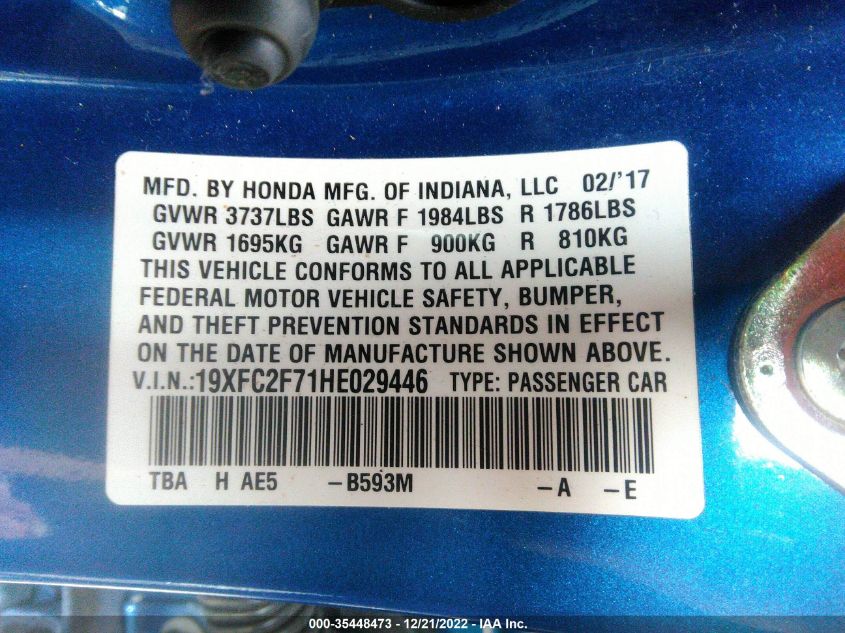 MFD. BY HONDA MFG. OF INDIANA, LLC 02/'17
GVWR 3737LBS GAWR F 1984LBS R 1786LBS
GVWR 1695KG GAWR F 900KG R 810KG
THIS VEHICLE CONFORMS TO ALL APPLICABLE
FEDERAL MOTOR VEHICLE SAFETY, BUMPER,
AND THEFT PREVENTION STANDARDS IN EFFECT
ON THE DATE OF MANUFACTURE SHOWN ABOVE.
V.I.N.:19XFC2F71HE029446 TYPE: PASSENGER CAR
TBA H AE5 -B593M -A -E
000-35448473 - 12/21/2022 - IAA Inc.